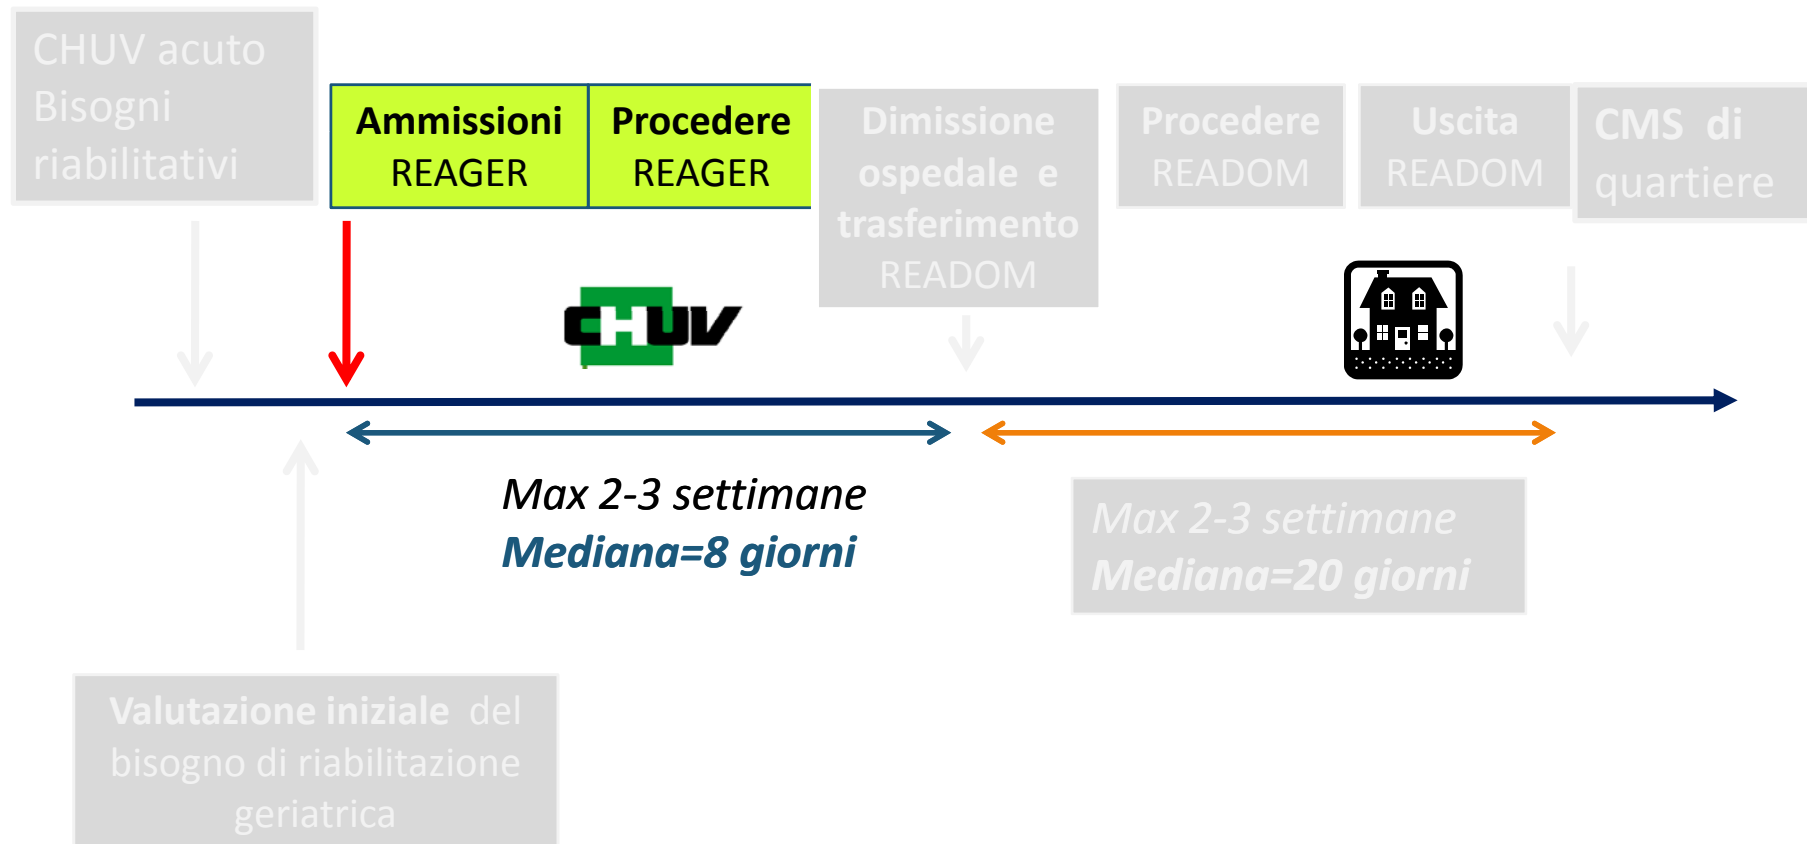 CHUV acuto
Bisogni
riabilitativi
Ammissioni
REAGER
Procedere
REAGER
Dimissione
ospedale e
trasferimento
READOM
Procedere
READOM
Uscita
READOM
CMS di
quartiere
CHUV
Max 2-3 settimane
Mediana=8 giorni
Max 2-3 settimane
Mediana=20 giorni
Valutazione iniziale del
bisogno di riabilitazione
geriatrica